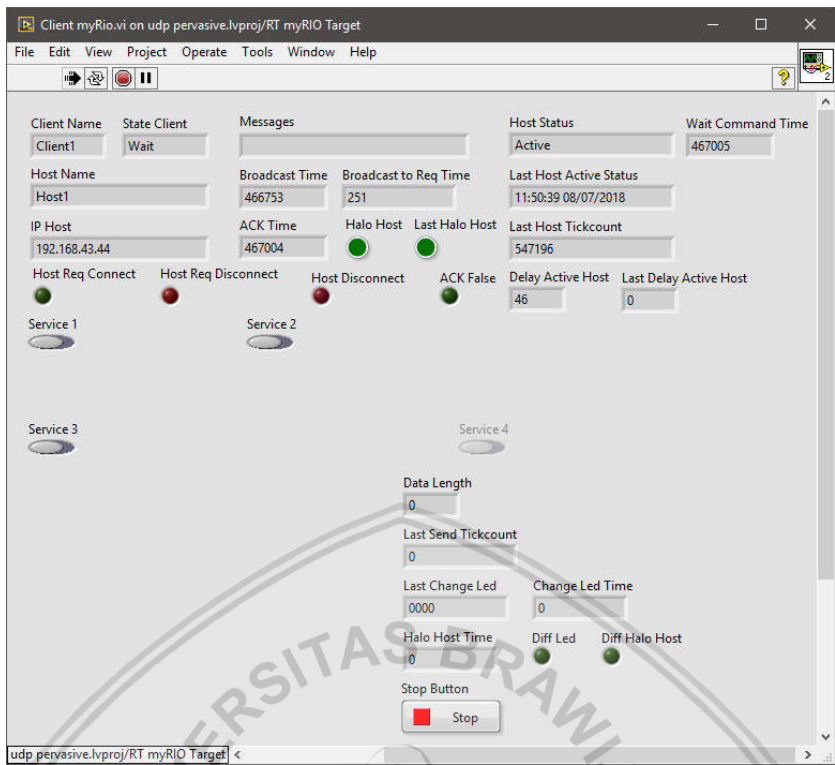 Client myRio.vi on udp pervasive.lvproj/RT myRIO Target
File Edit View Project Operate Tools Window Help
2
Client Name State Client Messages Host Status Wait Command Time
Client1 Wait Active 467005
Host Name Broadcast Time Broadcast to Req Time Last Host Active Status
Host1 466753 251 11:50:39 08/07/2018
IP Host ACK Time Halo Host Last Halo Host Last Host Tickcount
192.168.43.44 467004 547196
Host Req Connect Host Req Disconnect Host Disconnect ACK False Delay Active Host Last Delay Active Host
46 0
Service 1 Service 2
Service 3 Service 4
Data Length
0
Last Send Tickcount
0
Last Change Led Change Led Time
0000 0
Halo Host Time Diff Led Diff Halo Host
0
Stop Button
Stop
udp pervasive.lvproj/RT myRIO Target
ERSITAS BRAWI